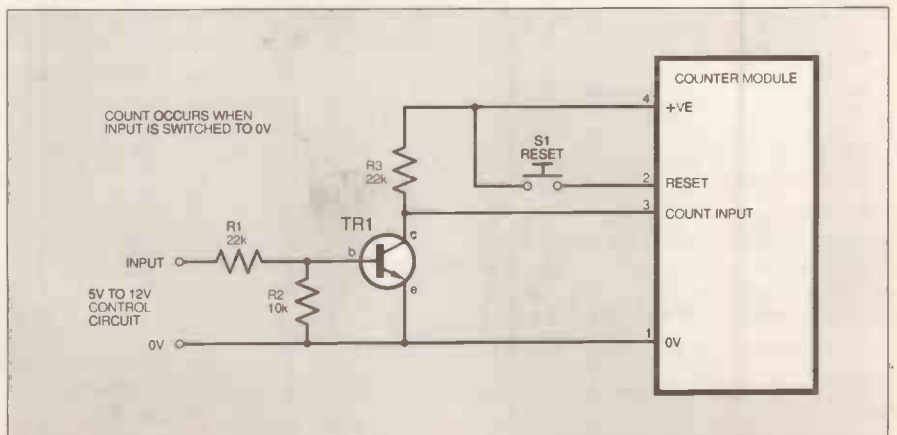 COUNTER MODULE
COUNT OCCURS WHEN
INPUT IS SWITCHED TO 0V
4
+VE
S1
RESET
R3
22k
2
RESET
3
COUNT INPUT
TR1
c
R1
22k
b
INPUT
e
5V TO 12V
CONTROL
CIRCUIT
R2
10k
0V
1
0V